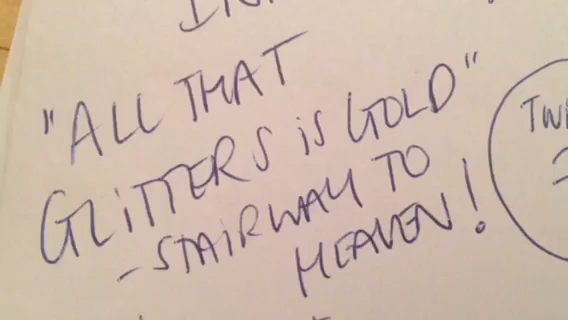 "ALL THAT
GLITTERS iS GOLD"
-STAIRWAY TO
HEAVEN!